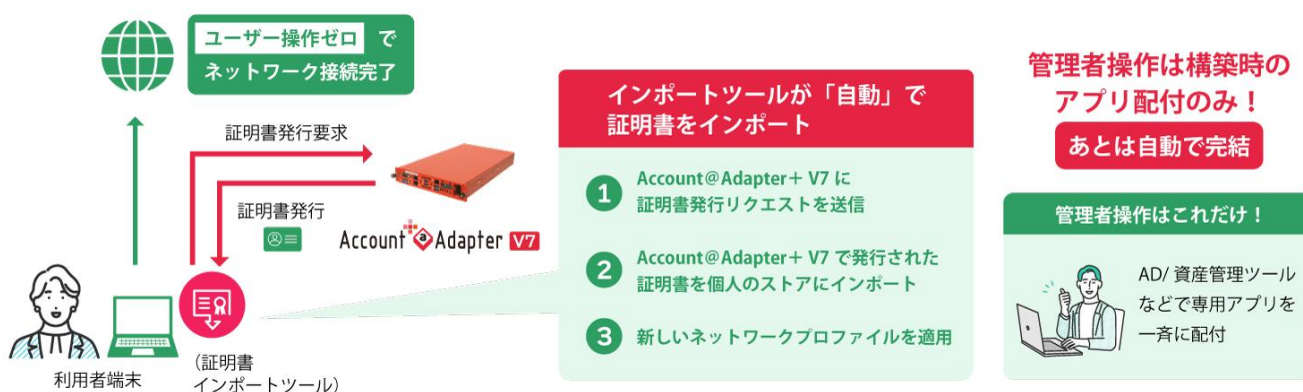 ユーザー操作ゼロ で
ネットワーク接続完了
証明書発行要求
証明書発行
Account@Adapter V7
利用者端末
（証明書
インポートツール）
インポートツールが「自動」で
証明書をインポート
1
Account@Adapter＋ V7 に
証明書発行リクエストを送信
2
Account@Adapter＋ V7 で発行された
証明書を個人のストアにインポート
3
新しいネットワークプロファイルを適用
管理者操作は構築時の
アプリ配付のみ！
あとは自動で完結
管理者操作はこれだけ！
AD/ 資産管理ツール
などで専用アプリを
一斉に配付